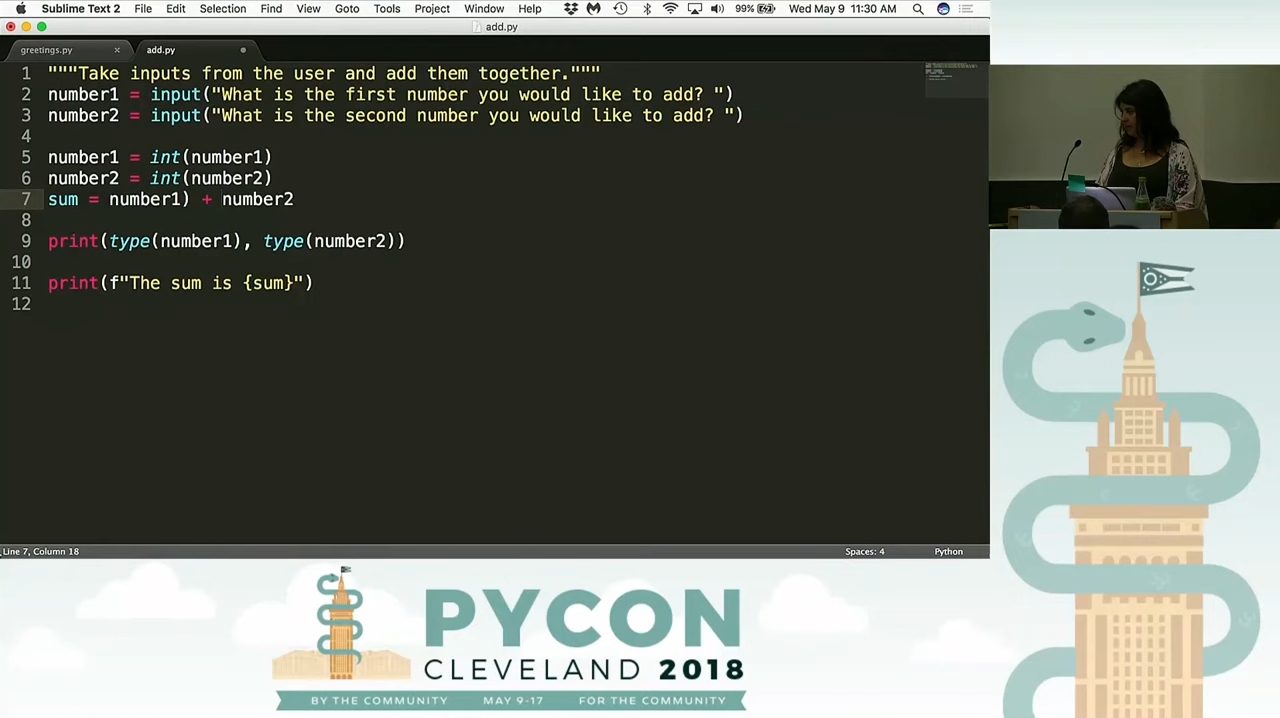 Sublime Text 2 File Edit Selection Find View Goto Tools Project Window Help 99% Wed May 9 11:30 AM
add.py
greetings.py add.py
1 """Take inputs from the user and add them together."""
2 number1 = input("What is the first number you would like to add? ")
3 number2 = input("What is the second number you would like to add? ")
4
5 number1 = int(number1)
6 number2 = int(number2)
7 sum = number1) + number2
8
9 print(type(number1), type(number2))
10
11 print(f"The sum is {sum}")
12
Line 7, Column 18 Spaces: 4 Python
PYCON
CLEVELAND 2018
BY THE COMMUNITY MAY 9-17 FOR THE COMMUNITY